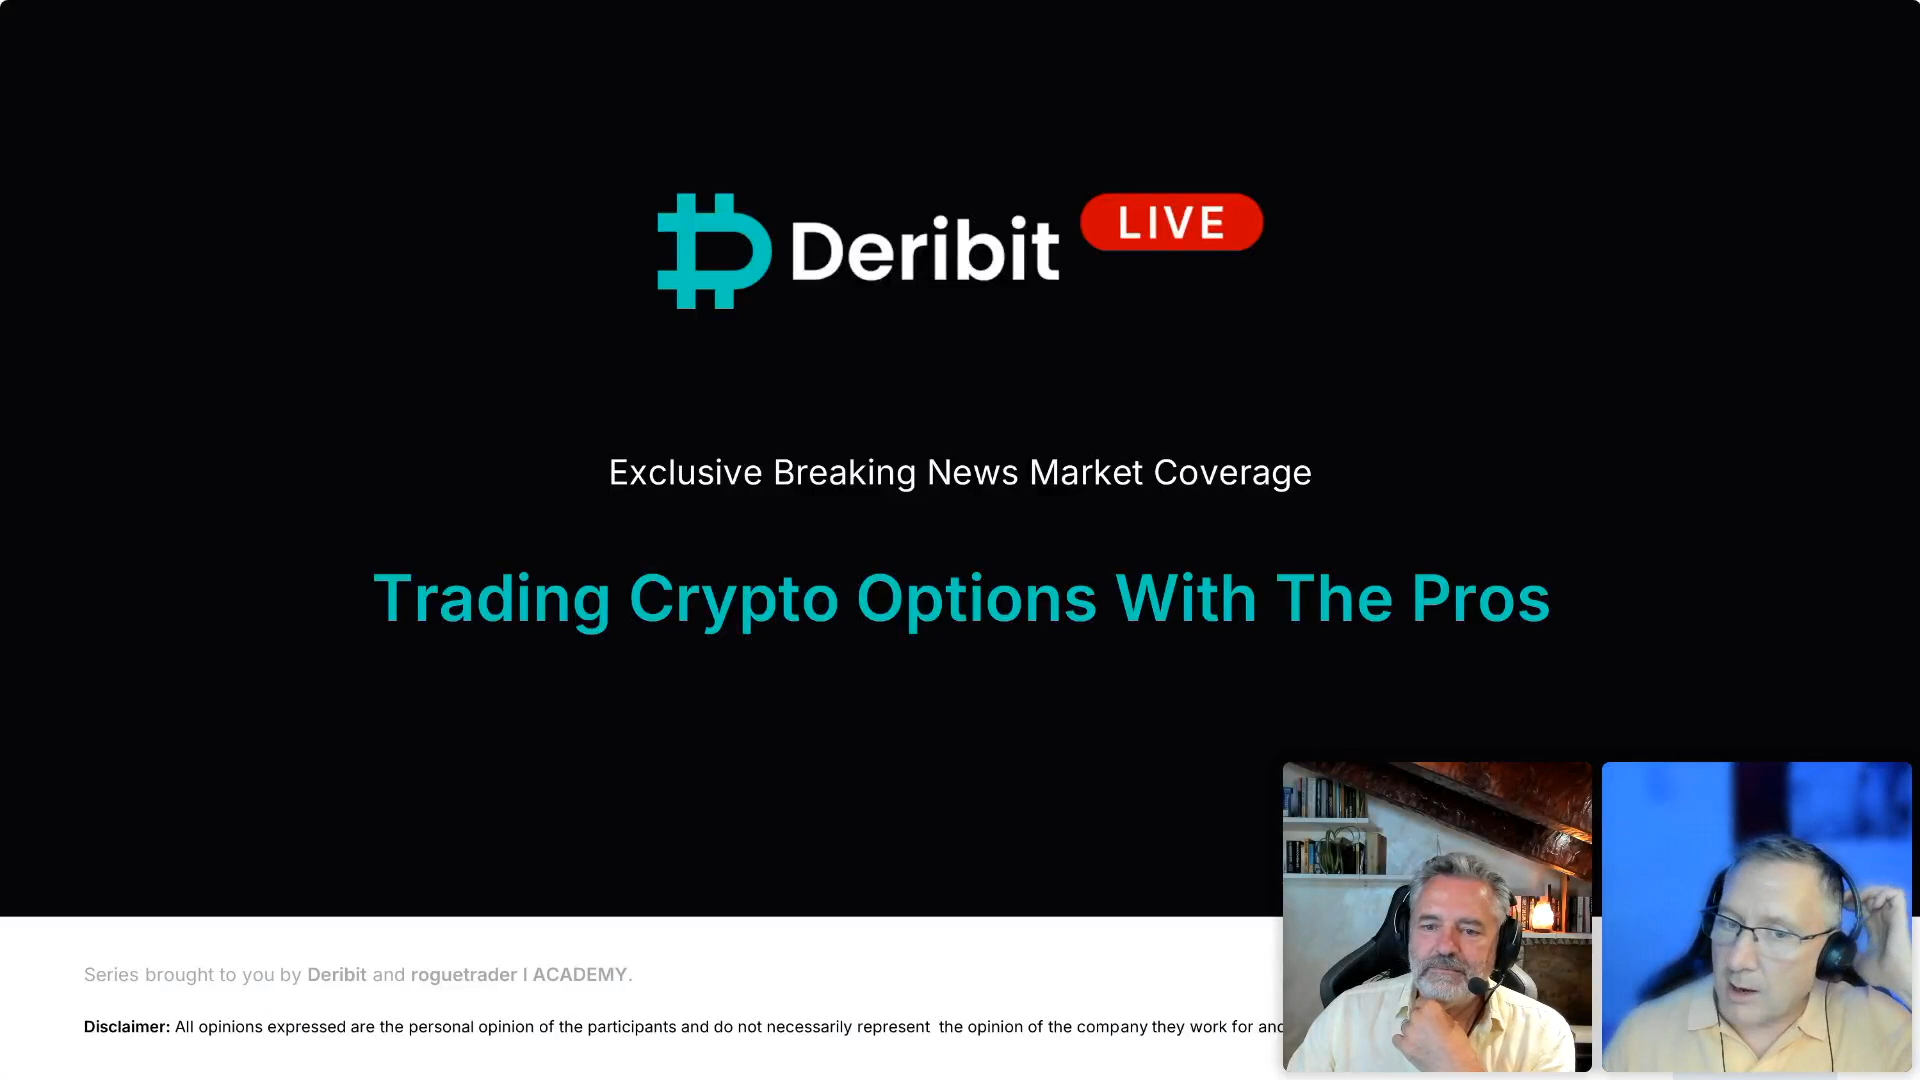 Deribit LIVE
Exclusive Breaking News Market Coverage
Trading Crypto Options With The Pros
Series brought to you by Deribit and roguetrader I ACADEMY.
Disclaimer: All opinions expressed are the personal opinion of the participants and do not necessarily represent the opinion of the company they work for and